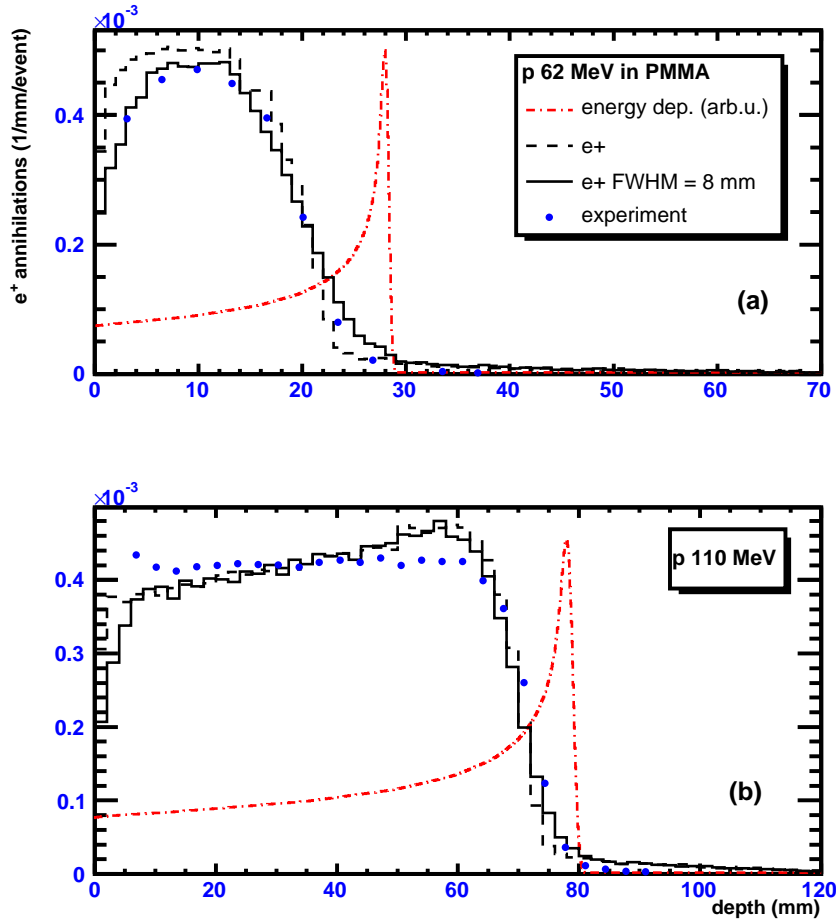 ×10⁻³
e⁺ annihilations (1/mm/event)
0.4
0.2
0
p 62 MeV in PMMA
energy dep. (arb.u.)
e+
e+ FWHM = 8 mm
experiment
(a)
0 10 20 30 40 50 60 70
×10⁻³
0.4
0.3
0.2
0.1
0
p 110 MeV
(b)
0 20 40 60 80 100 120
depth (mm)